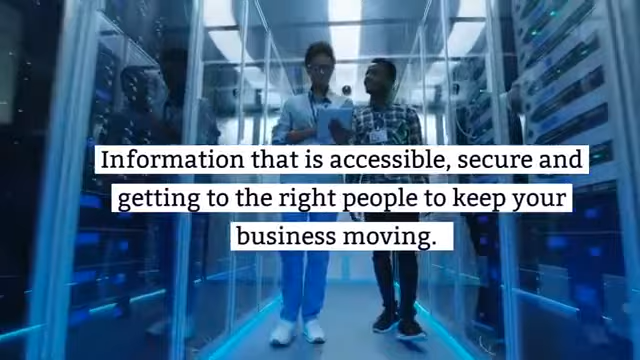 Information that is accessible, secure and
getting to the right people to keep your
business moving.